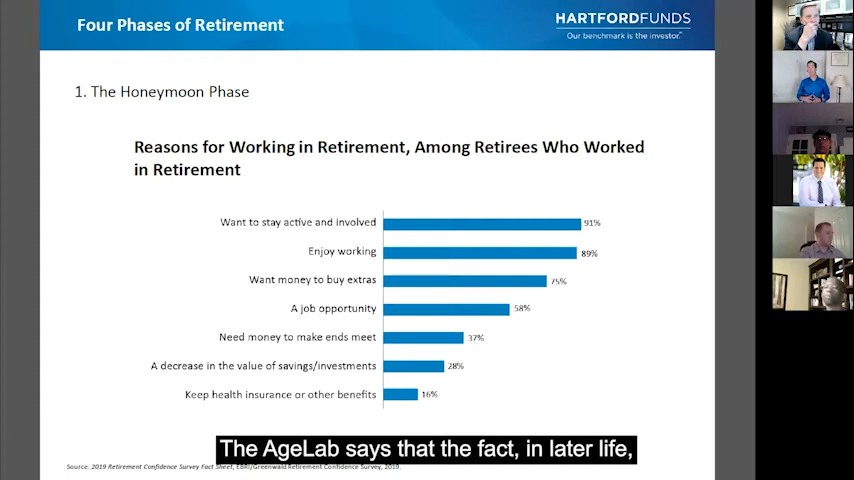 Four Phases of Retirement
HARTFORDFUNDS
Our benchmark is the investor.℠
1. The Honeymoon Phase
Reasons for Working in Retirement, Among Retirees Who Worked
in Retirement
Want to stay active and involved 91%
Enjoy working 89%
Want money to buy extras 75%
A job opportunity 58%
Need money to make ends meet 37%
A decrease in the value of savings/investments 28%
Keep health insurance or other benefits 16%
The AgeLab says that the fact, in later life,
Source: 2019 Retirement Confidence Survey Fact Sheet, EBRI/Greenwald Retirement Confidence Survey, 2019.